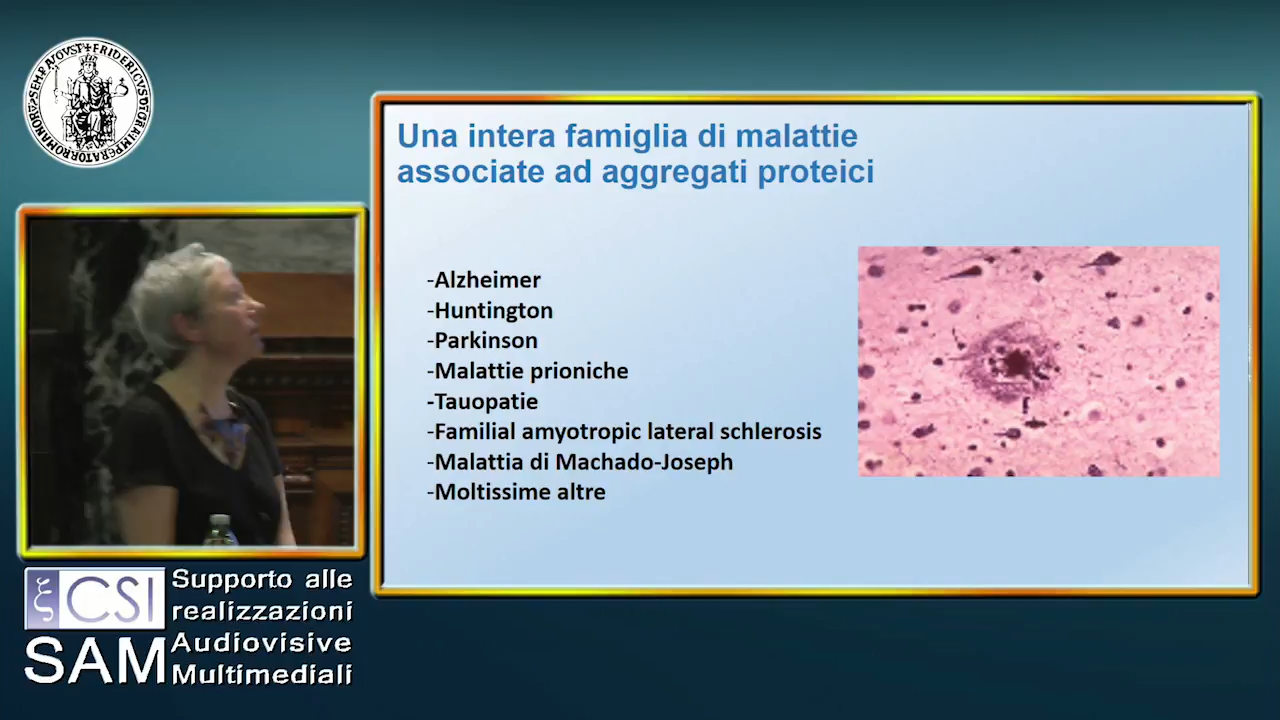 Una intera famiglia di malattie
associate ad aggregati proteici
-Alzheimer
-Huntington
-Parkinson
-Malattie prioniche
-Tauopatie
-Familial amyotropic lateral schlerosis
-Malattia di Machado-Joseph
-Moltissime altre
CSI
SAM
Supporto alle
realizzazioni
Audiovisive
Multimediali